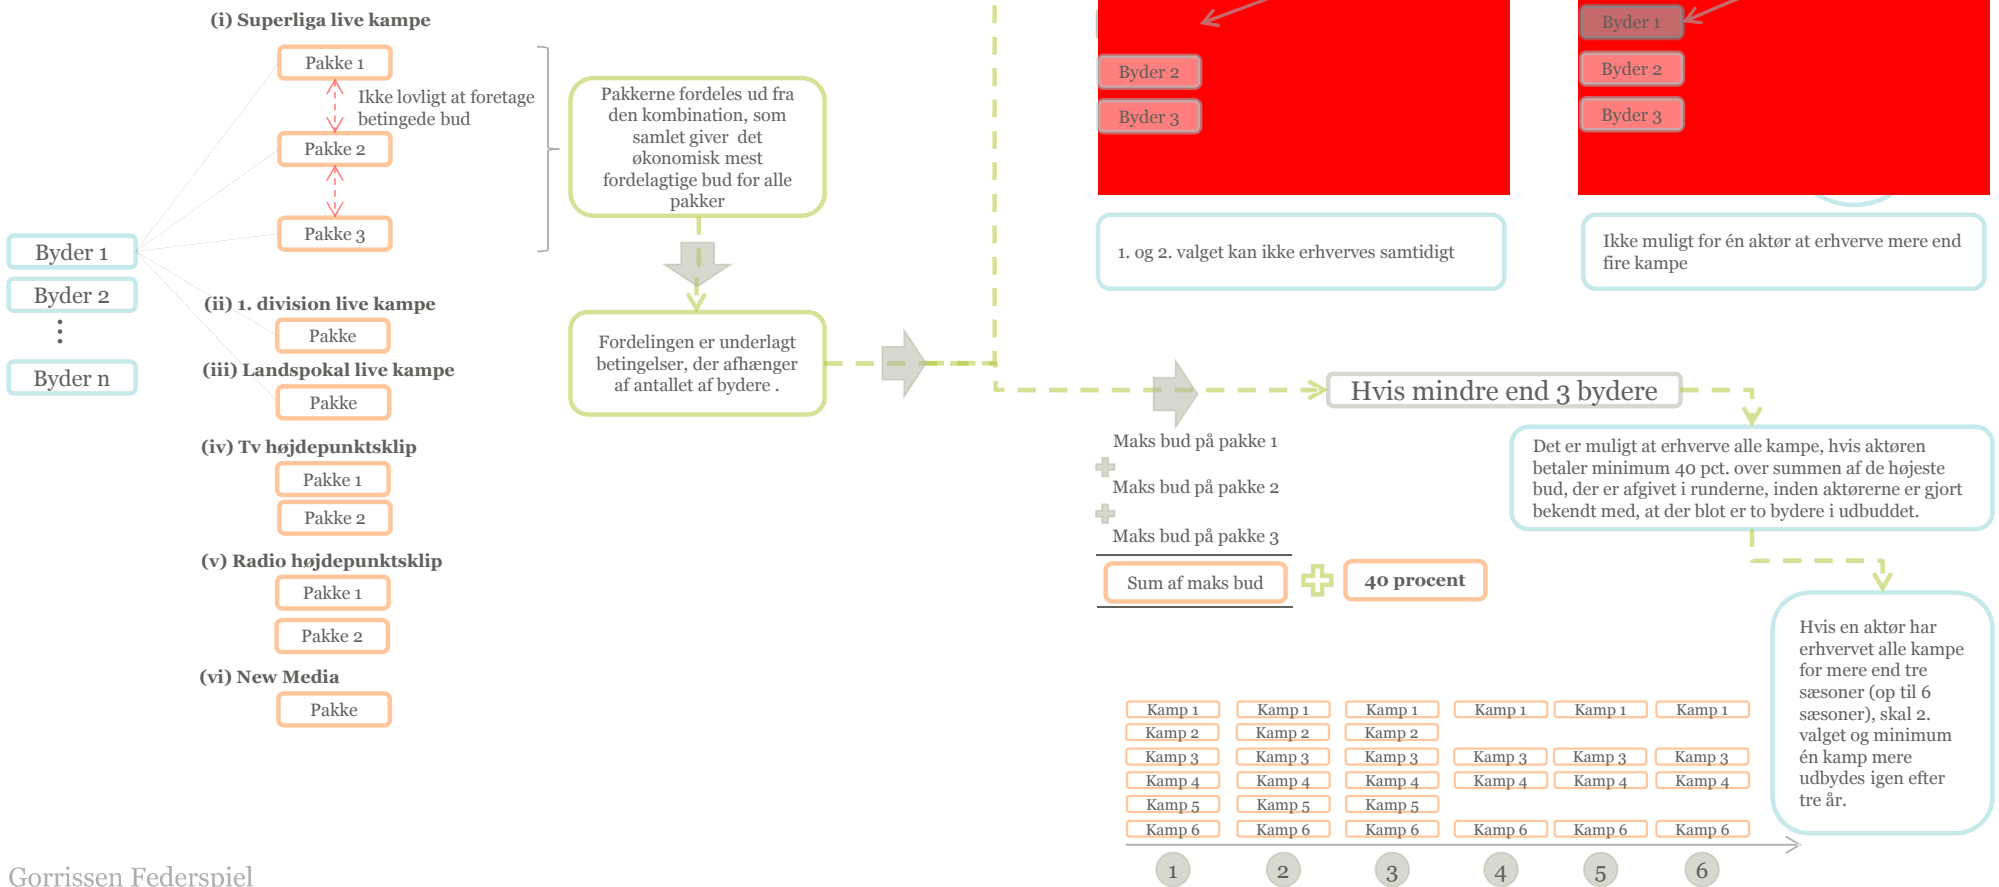 (i) Superliga live kampe
Pakke 1
Ikke lovligt at foretage
betingede bud
Pakke 2
Pakke 3
Byder 1
Byder 2
⋮
Byder n
(ii) 1. division live kampe
Pakke
(iii) Landspokal live kampe
Pakke
(iv) Tv højdepunktsklip
Pakke 1
Pakke 2
(v) Radio højdepunktsklip
Pakke 1
Pakke 2
(vi) New Media
Pakke
Pakkerne fordeles ud fra
den kombination, som
samlet giver det
økonomisk mest
fordelagtige bud for alle
pakker
Fordelingen er underlagt
betingelser, der afhænger
af antallet af bydere .
Byder 2
Byder 3
1. og 2. valget kan ikke erhverves samtidigt
Byder 1
Byder 2
Byder 3
Ikke muligt for én aktør at erhverve mere end
fire kampe
Hvis mindre end 3 bydere
Maks bud på pakke 1
Maks bud på pakke 2
Maks bud på pakke 3
Sum af maks bud
40 procent
Det er muligt at erhverve alle kampe, hvis aktøren
betaler minimum 40 pct. over summen af de højeste
bud, der er afgivet i runderne, inden aktørerne er gjort
bekendt med, at der blot er to bydere i udbuddet.
Hvis en aktør har
erhvervet alle kampe
for mere end tre
sæsoner (op til 6
sæsoner), skal 2.
valget og minimum
én kamp mere
udbydes igen efter
tre år.
Kamp 1 Kamp 1 Kamp 1 Kamp 1 Kamp 1 Kamp 1
Kamp 2 Kamp 2 Kamp 2
Kamp 3 Kamp 3 Kamp 3 Kamp 3 Kamp 3 Kamp 3
Kamp 4 Kamp 4 Kamp 4 Kamp 4 Kamp 4 Kamp 4
Kamp 5 Kamp 5 Kamp 5
Kamp 6 Kamp 6 Kamp 6 Kamp 6 Kamp 6 Kamp 6
1 2 3 4 5 6
Gorrissen Federspiel